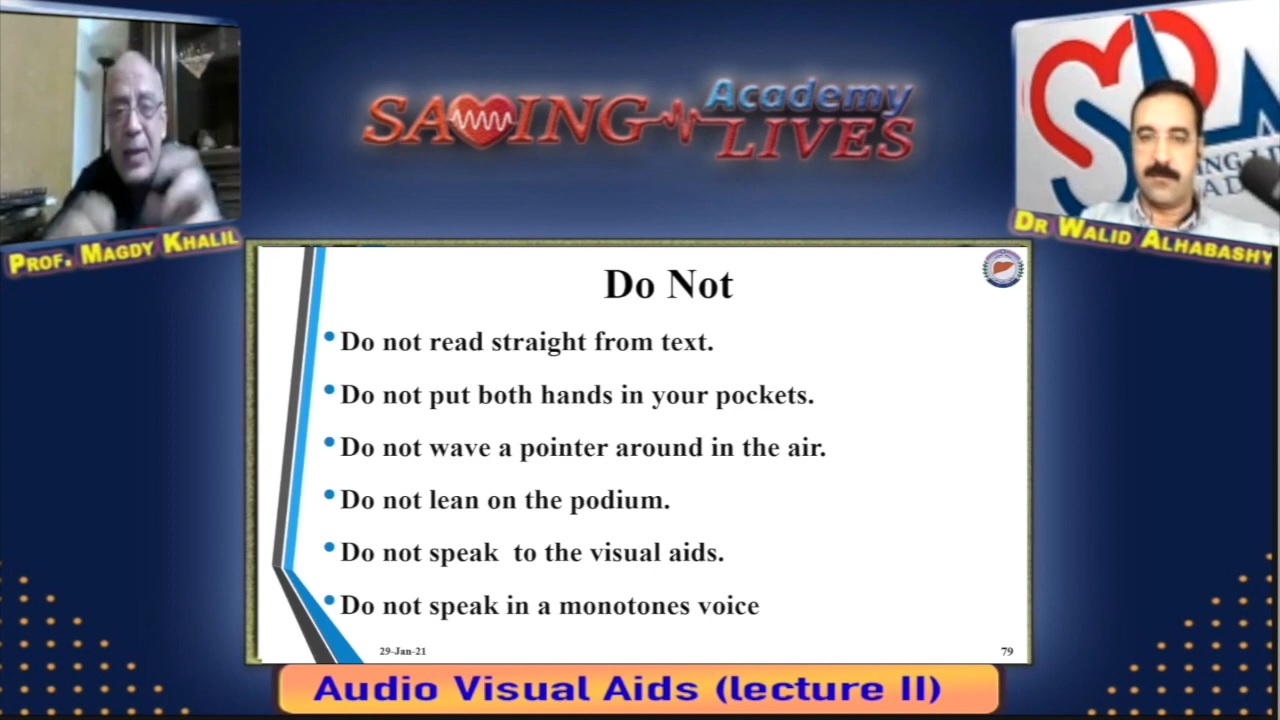 SAVING Academy LIVES
NG LI
AD
PROF. MAGDY KHALIL
DR WALID ALHABASHY
Do Not
• Do not read straight from text.
• Do not put both hands in your pockets.
• Do not wave a pointer around in the air.
• Do not lean on the podium.
• Do not speak  to the visual aids.
• Do not speak in a monotones voice
29-Jan-21
79
Audio Visual Aids (lecture II)